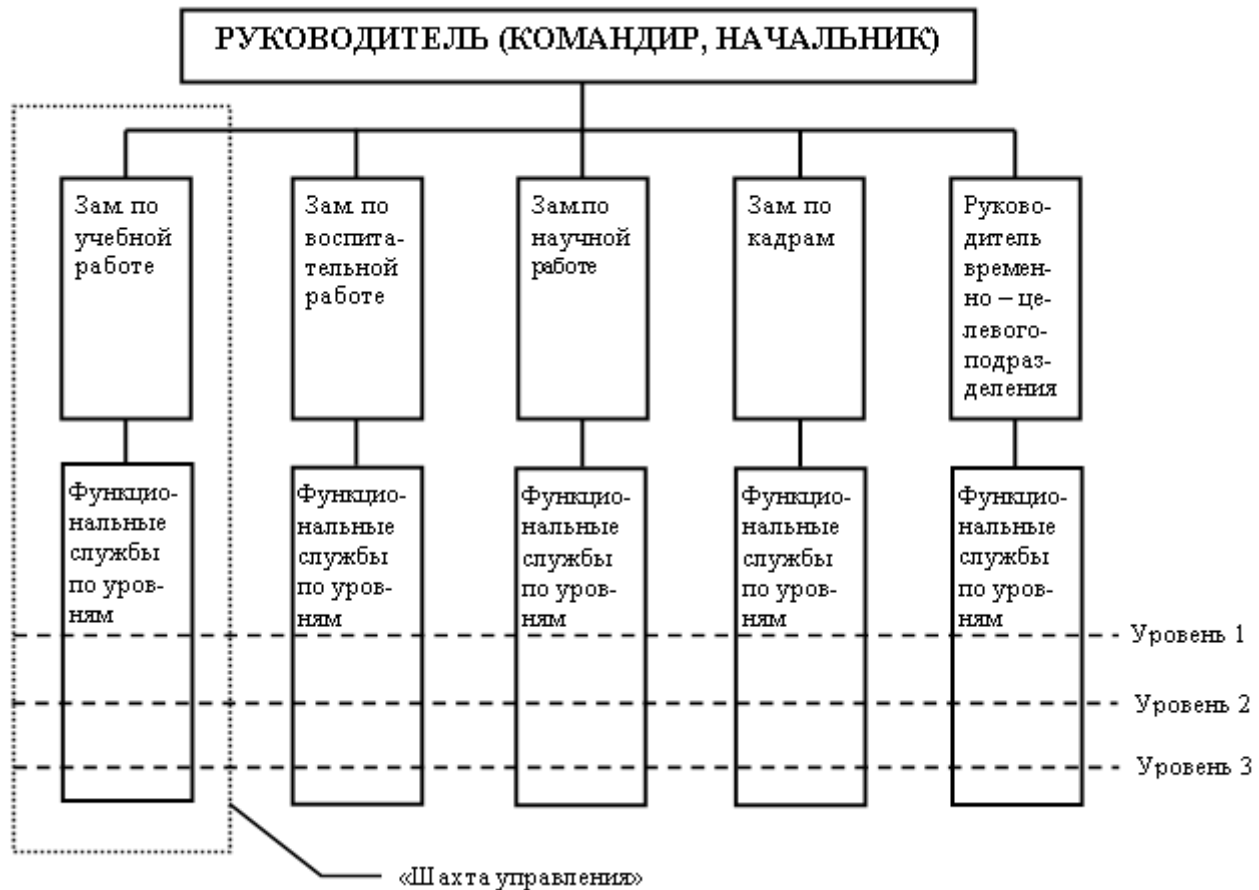 РУКОВОДИТЕЛЬ (КОМАНДИР, НАЧАЛЬНИК)
Зам. по
учебной
работе
Зам. по
воспита-
тельной
работе
Зам.по
научной
работе
Зам. по
кадрам
Руково-
дитель
времен-
но – це-
левого-
подраз-
деления
Функцио-
нальные
службы
по уров-
ням
Функцио-
нальные
службы
по уров-
ням
Функцио-
нальные
службы
по уров-
ням
Функцио-
нальные
службы
по уров-
ням
Функцио-
нальные
службы
по уров-
ням
Уровень 1
Уровень 2
Уровень 3
«Шахта управления»